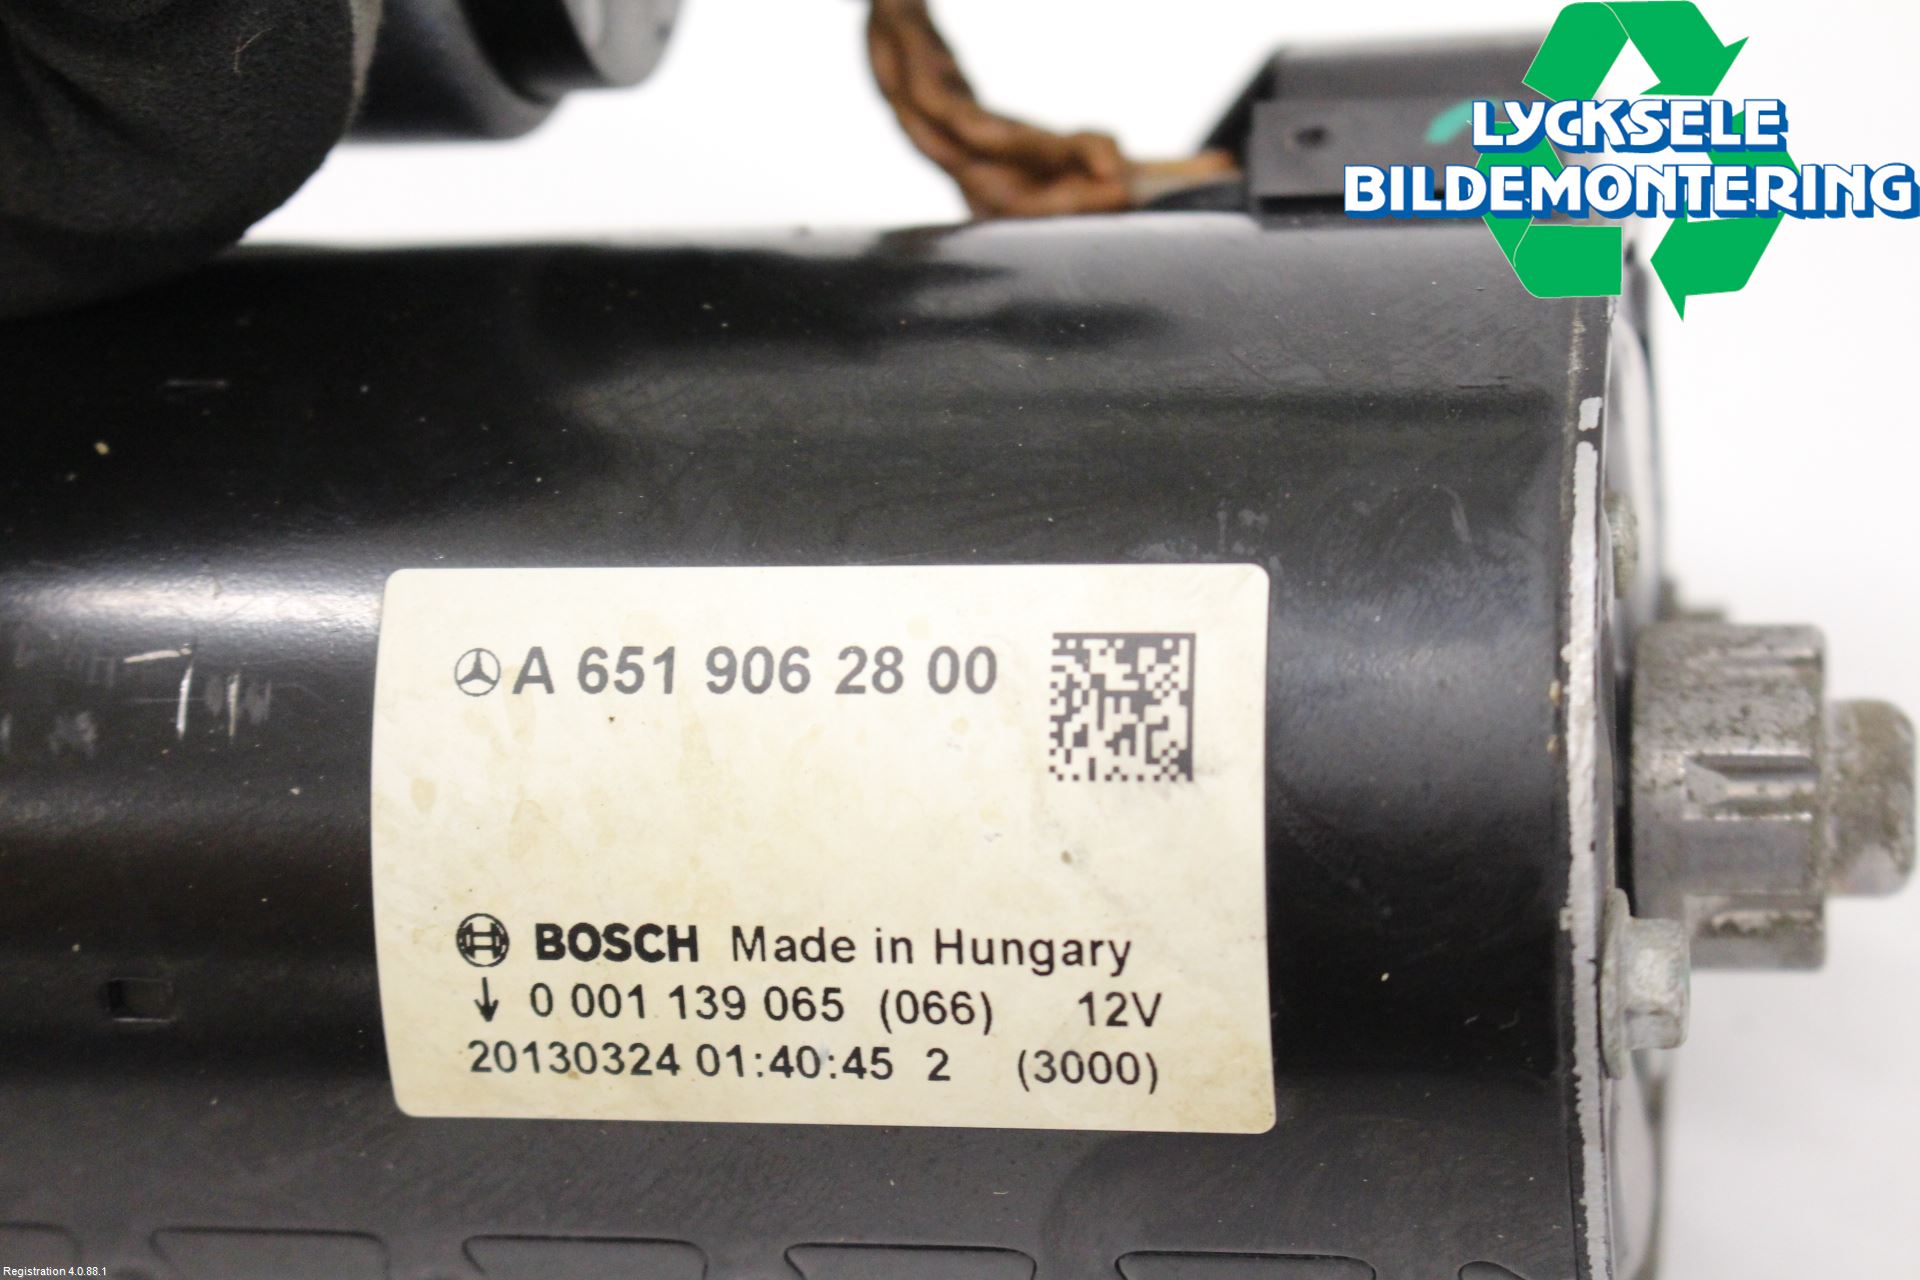 LYCKSELE
BILDEMONTERING
A 651 906 28 00
BOSCH Made in Hungary
↓ 0 001 139 065 (066) 12V
20130324 01:40:45 2 (3000)
Registration 4.0.88.1